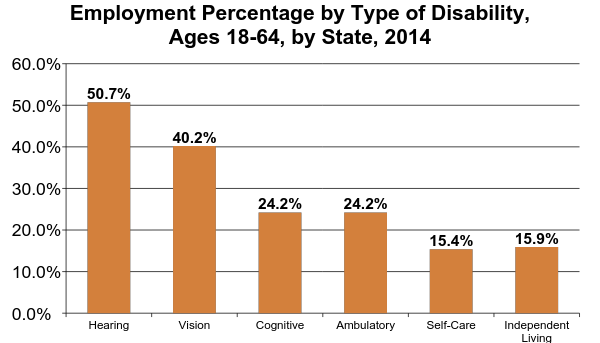 Employment Percentage by Type of Disability,
Ages 18-64, by State, 2014
60.0%
50.0%
40.0%
30.0%
20.0%
10.0%
0.0%
50.7%
40.2%
24.2%
24.2%
15.4%
15.9%
Hearing
Vision
Cognitive
Ambulatory
Self-Care
Independent
Living